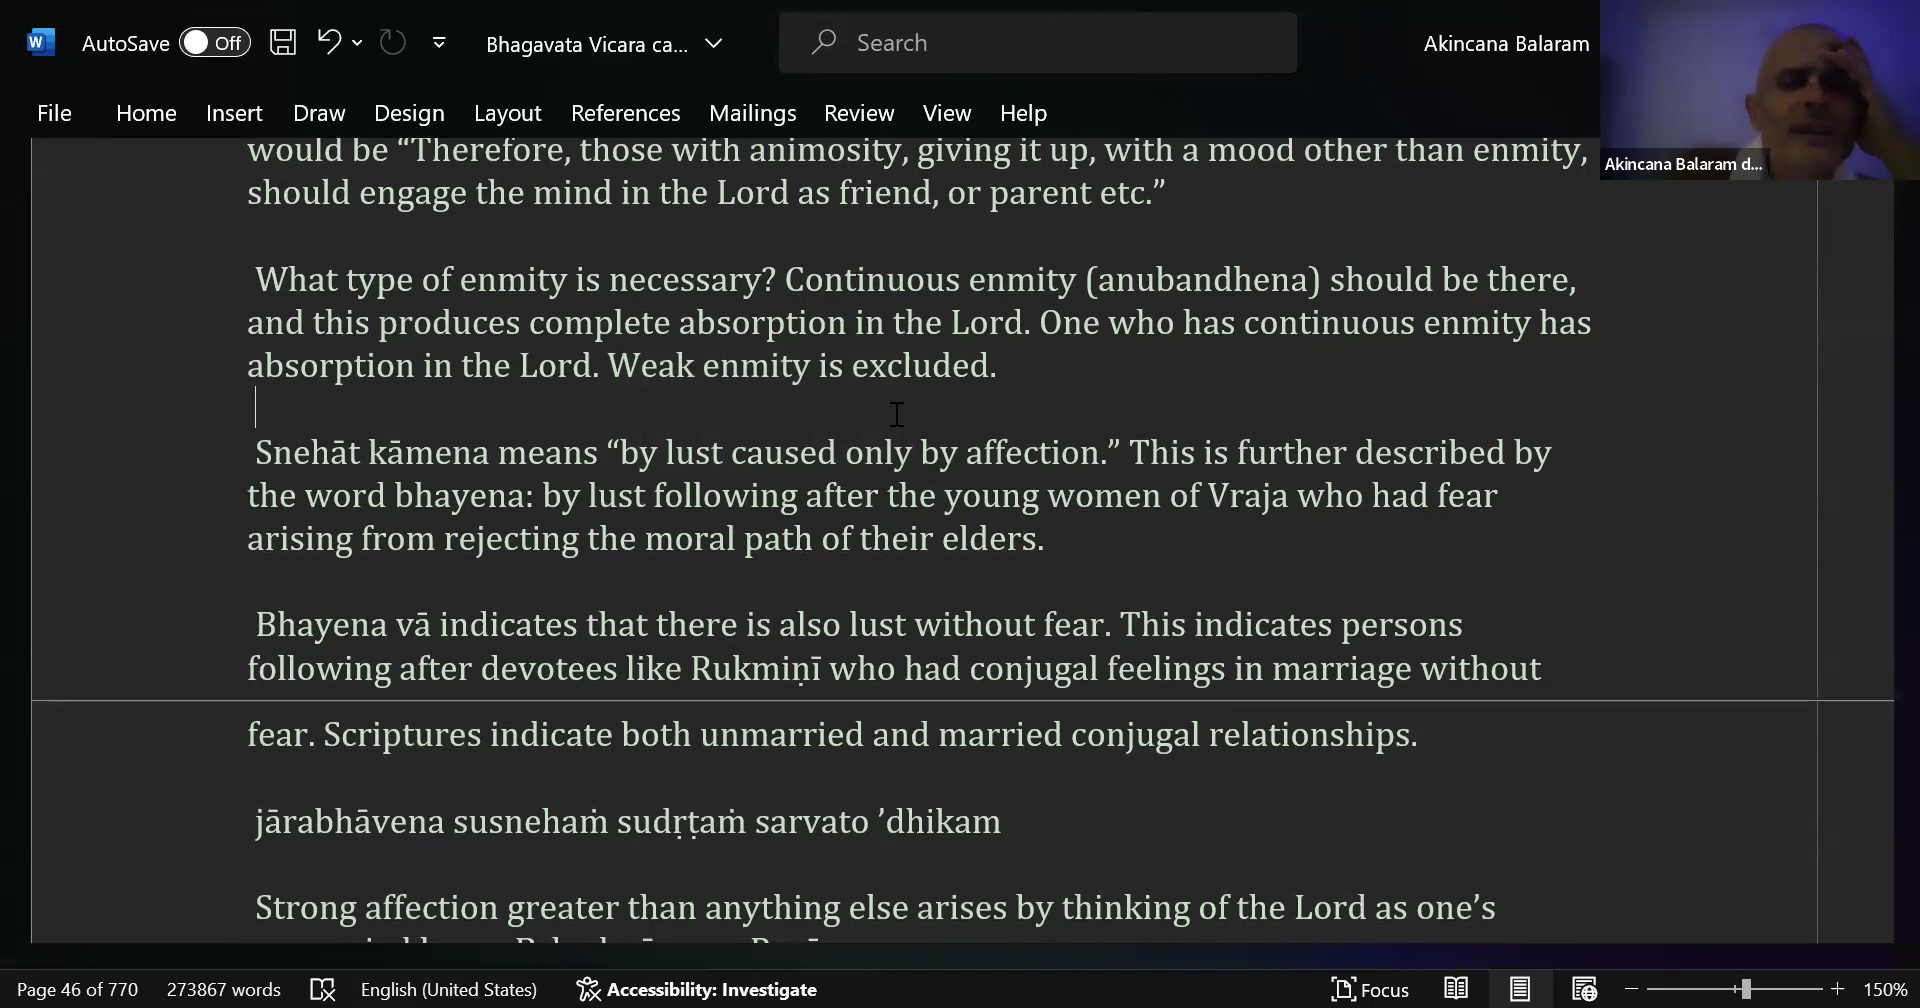 W AutoSave Off Bhagavata Vicara ca... Search Akincana Balaram
File Home Insert Draw Design Layout References Mailings Review View Help
Akincana Balaram d...
would be “Therefore, those with animosity, giving it up, with a mood other than enmity,
should engage the mind in the Lord as friend, or parent etc.”
What type of enmity is necessary? Continuous enmity (anubandhena) should be there,
and this produces complete absorption in the Lord. One who has continuous enmity has
absorption in the Lord. Weak enmity is excluded.
Snehāt kāmena means “by lust caused only by affection.” This is further described by
the word bhayena: by lust following after the young women of Vraja who had fear
arising from rejecting the moral path of their elders.
Bhayena vā indicates that there is also lust without fear. This indicates persons
following after devotees like Rukmiṇī who had conjugal feelings in marriage without
fear. Scriptures indicate both unmarried and married conjugal relationships.
jārabhāvena susnehaṁ sudṛṭaṁ sarvato ’dhikam
Strong affection greater than anything else arises by thinking of the Lord as one’s
Page 46 of 770 273867 words English (United States) Accessibility: Investigate Focus 150%